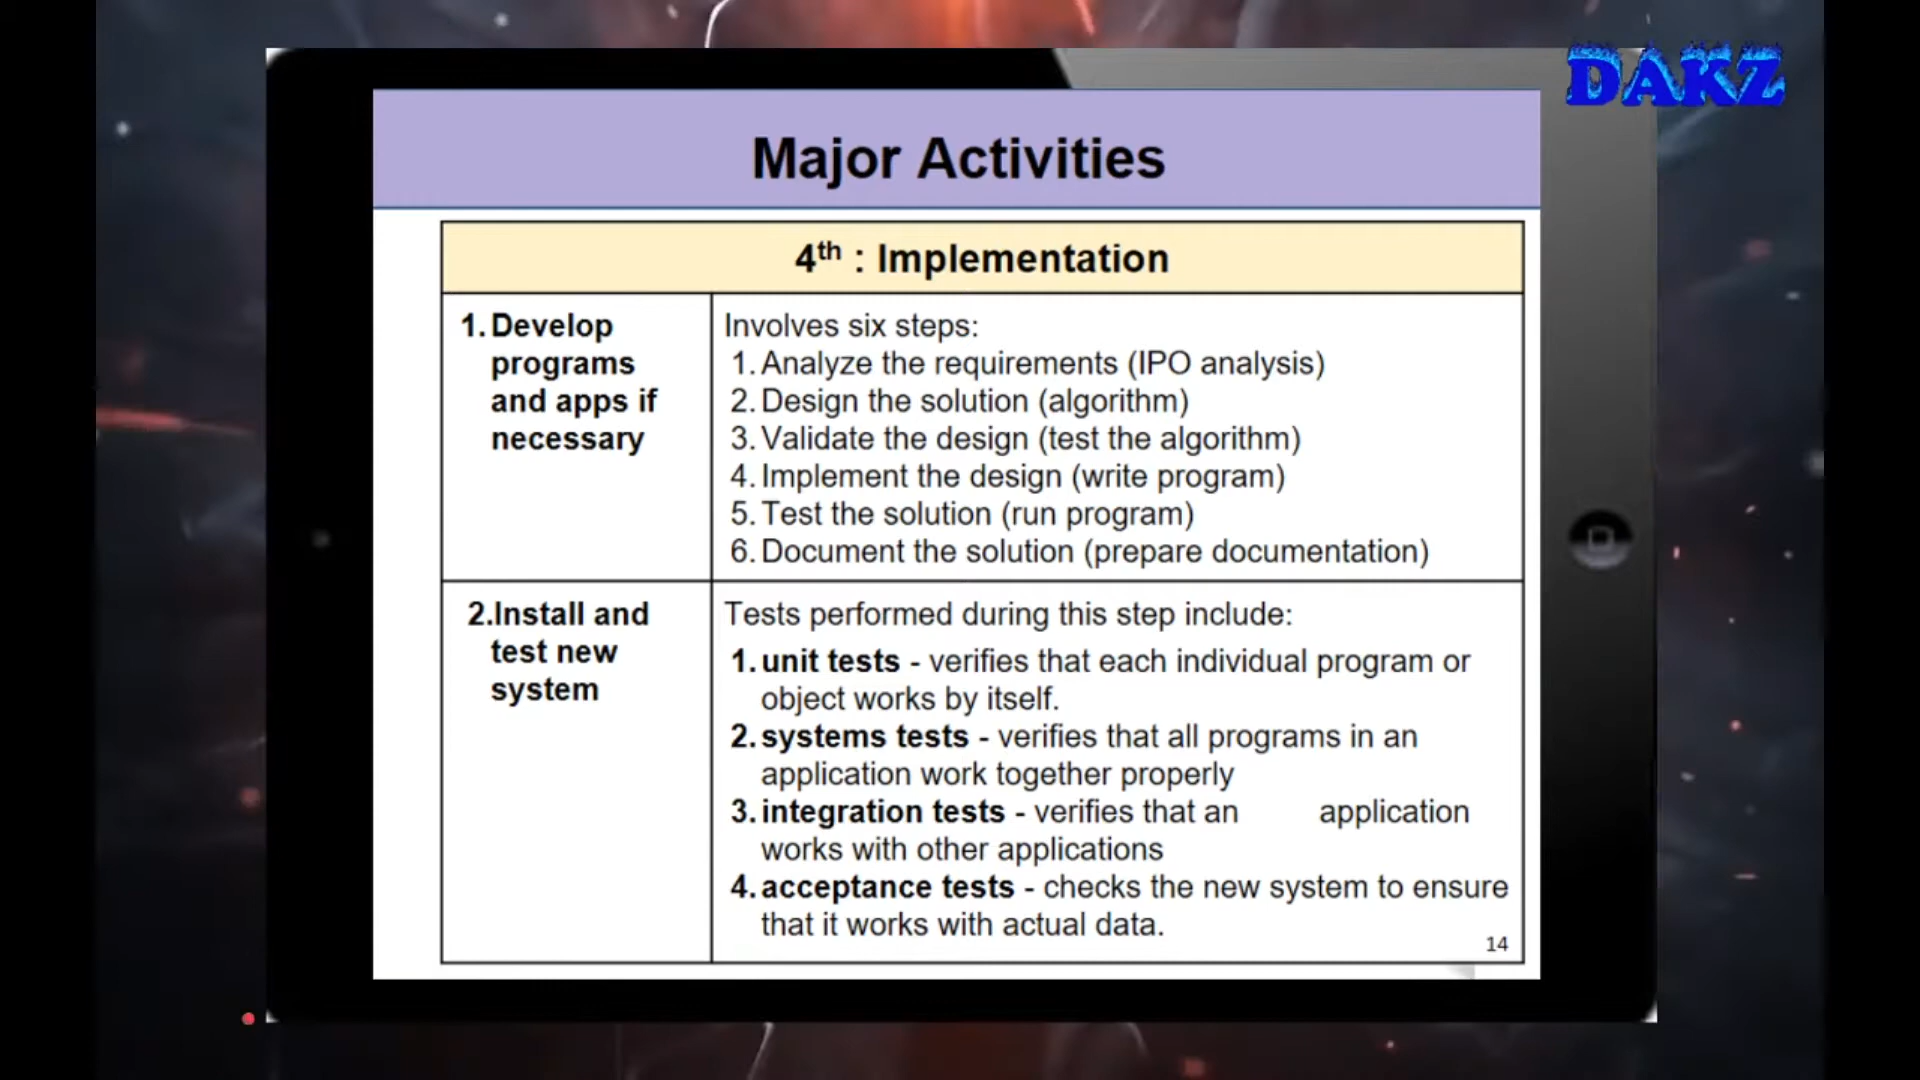 DAKZ
Major Activities
4th : Implementation
1. Develop
programs
and apps if
necessary
Involves six steps:
1. Analyze the requirements (IPO analysis)
2. Design the solution (algorithm)
3. Validate the design (test the algorithm)
4. Implement the design (write program)
5. Test the solution (run program)
6. Document the solution (prepare documentation)
2.Install and
test new
system
Tests performed during this step include:
1. unit tests - verifies that each individual program or
object works by itself.
2. systems tests - verifies that all programs in an
application work together properly
3. integration tests - verifies that an application
works with other applications
4. acceptance tests - checks the new system to ensure
that it works with actual data.
14